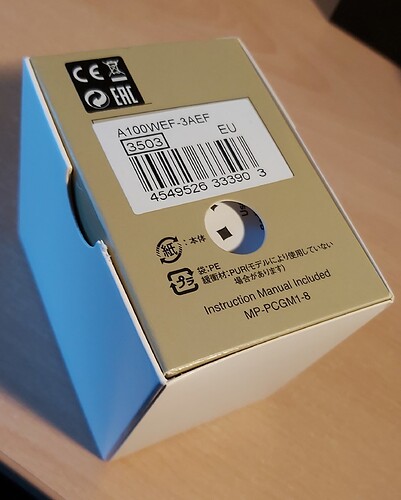 CE
EAC
A100WEF-3AEF
3503 EU
4549526 33390 3
紙 :本体
プラ 袋:PE
緩衝材:PUR(モデルにより使用していない
場合があります)
Instruction Manual Included
MP-PCGM1-8